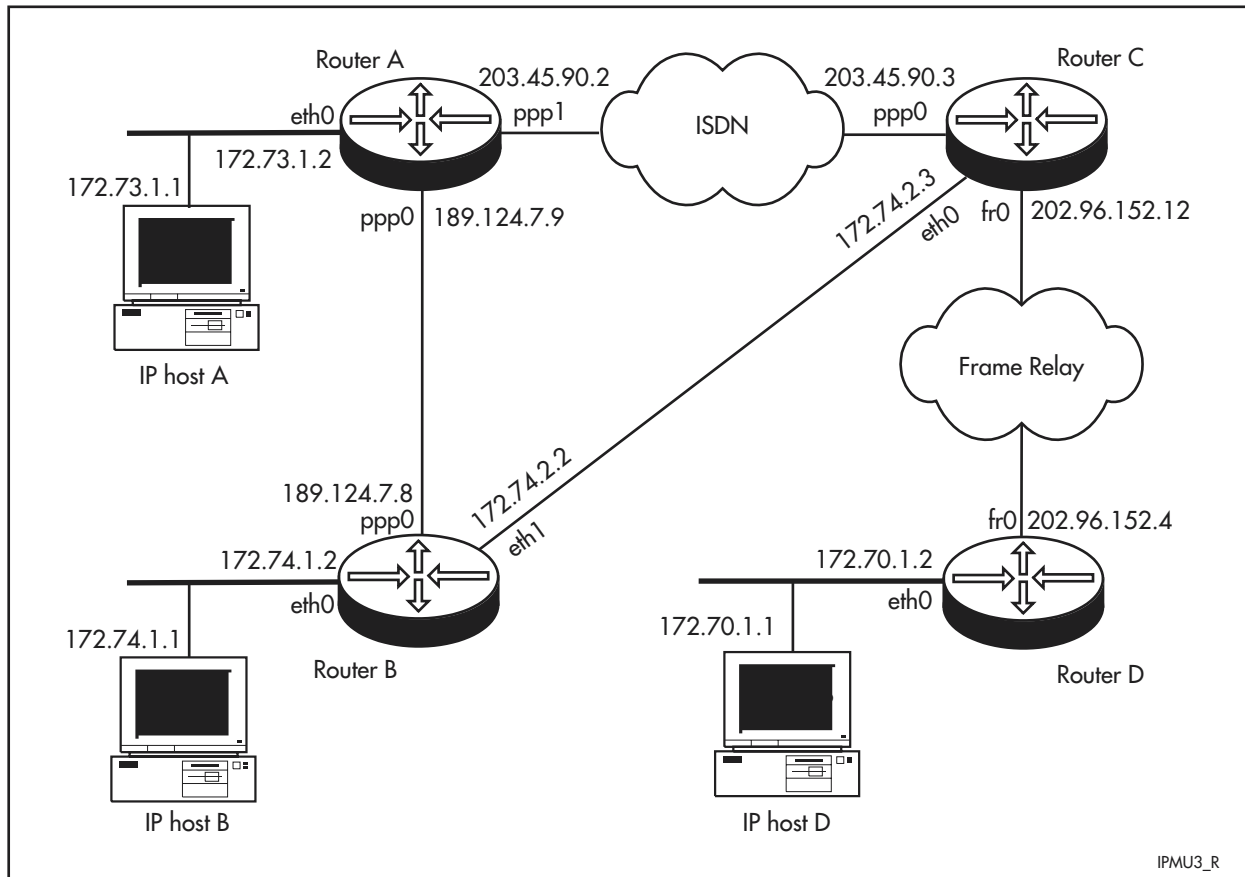 Router A
203.45.90.2
203.45.90.3
Router C
eth0
ppp1
ISDN
ppp0
172.73.1.2
172.73.1.1
ppp0
189.124.7.9
172.74.2.3
eth0
fr0
202.96.152.12
IP host A
Frame Relay
189.124.7.8
ppp0
172.74.2.2
eth1
fr0
202.96.152.4
172.74.1.2
eth0
172.70.1.2
eth0
172.74.1.1
172.70.1.1
Router B
Router D
IP host B
IP host D
IPMU3_R